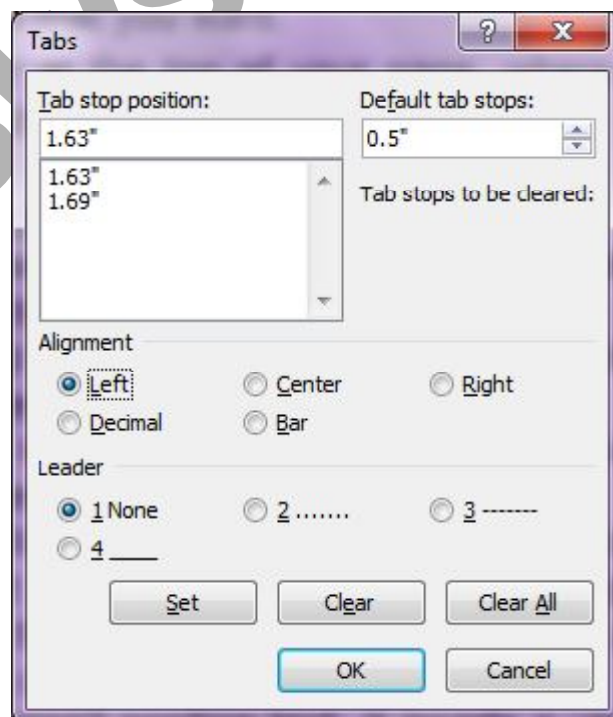 Tabs
Tab stop position:
Default tab stops:
1.63"
0.5"
1.63"
1.69"
Tab stops to be cleared:
Alignment
Left
Center
Right
Decimal
Bar
Leader
1 None
2 .......
3 -------
4 ____
Set
Clear
Clear All
OK
Cancel